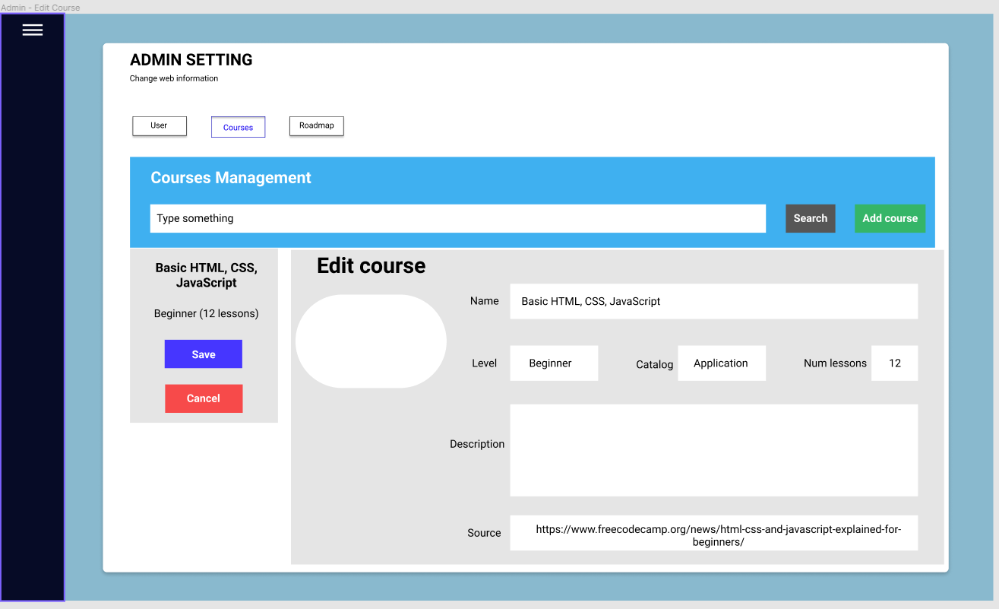 Admin - Edit Course
ADMIN SETTING
Change web information
User
Courses
Roadmap
Courses Management
Type something
Search
Add course
Basic HTML, CSS,
JavaScript
Beginner (12 lessons)
Save
Cancel
Edit course
Name
Basic HTML, CSS, JavaScript
Level
Beginner
Catalog
Application
Num lessons
12
Description
Source
https://www.freecodecamp.org/news/html-css-and-javascript-explained-for-
beginners/